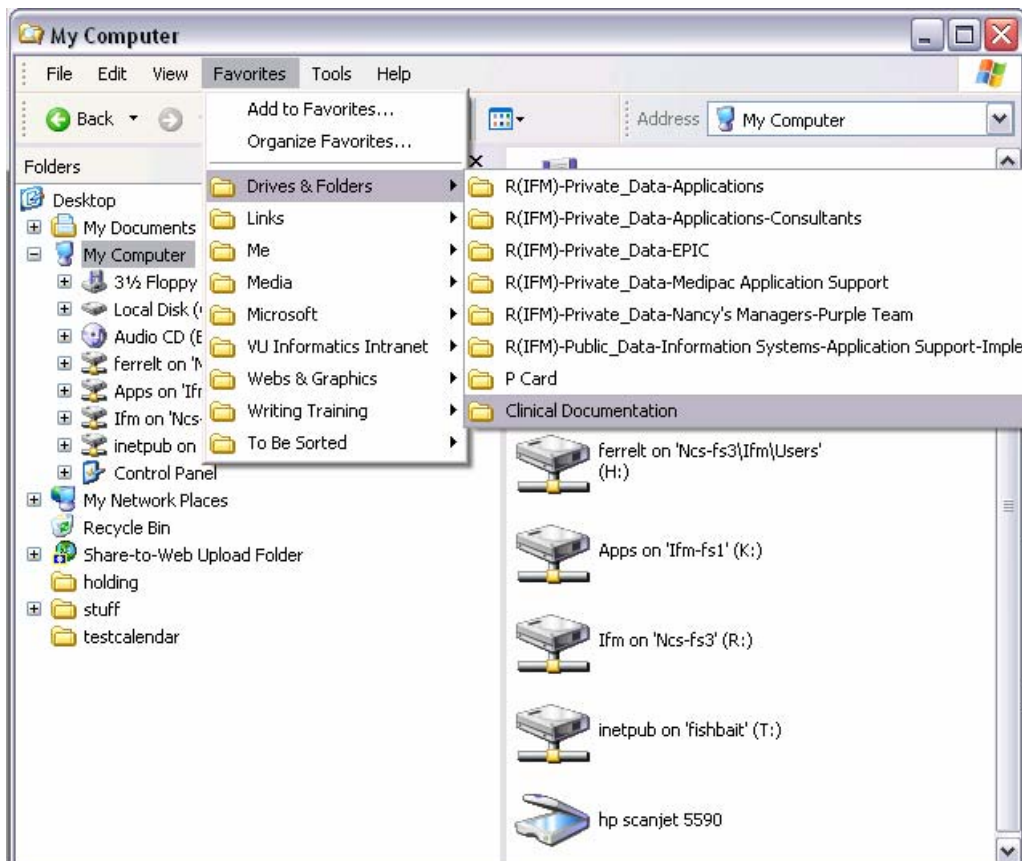 My Computer
File Edit View Favorites Tools Help
Back Address My Computer
Add to Favorites...
Organize Favorites...
Drives & Folders
Links
Me
Media
Microsoft
VU Informatics Intranet
Webs & Graphics
Writing Training
To Be Sorted
R(IFM)-Private_Data-Applications
R(IFM)-Private_Data-Applications-Consultants
R(IFM)-Private_Data-EPIC
R(IFM)-Private_Data-Medipac Application Support
R(IFM)-Private_Data-Nancy's Managers-Purple Team
R(IFM)-Public_Data-Information Systems-Application Support-Imple
P Card
Clinical Documentation
Folders
Desktop
My Documents
My Computer
3½ Floppy
Local Disk (
Audio CD (E
ferrelt on 'N
Apps on 'Ifr
Ifm on 'Ncs-
inetpub on
Control Panel
My Network Places
Recycle Bin
Share-to-Web Upload Folder
holding
stuff
testcalendar
ferrelt on 'Ncs-fs3\Ifm\Users'
(H:)
Apps on 'Ifm-fs1' (K:)
Ifm on 'Ncs-fs3' (R:)
inetpub on 'fishbait' (T:)
hp scanjet 5590